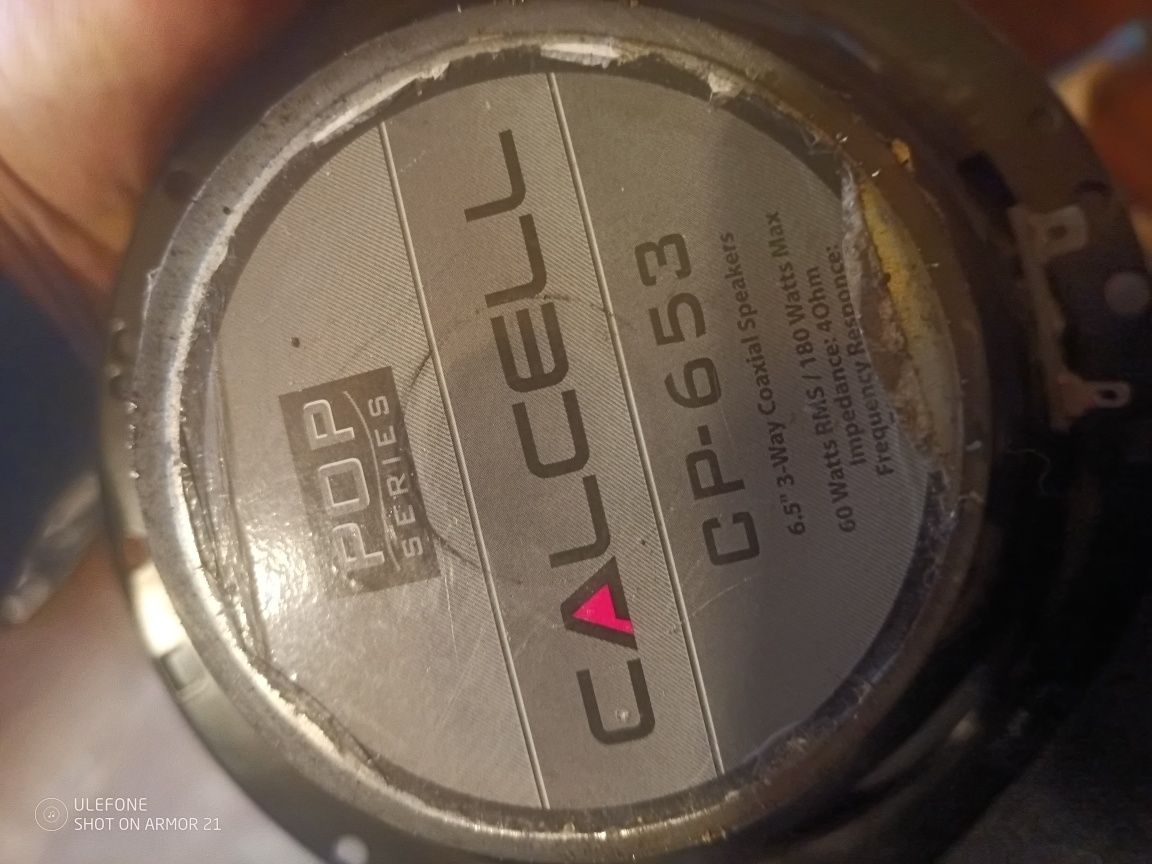 POP
SERIES
CALCELL
CP-653
6.5" 3-Way Coaxial Speakers
60 Watts RMS / 180 Watts Max
Impedance: 4Ohm
Frequency Responce:
ULEFONE
SHOT ON ARMOR 21